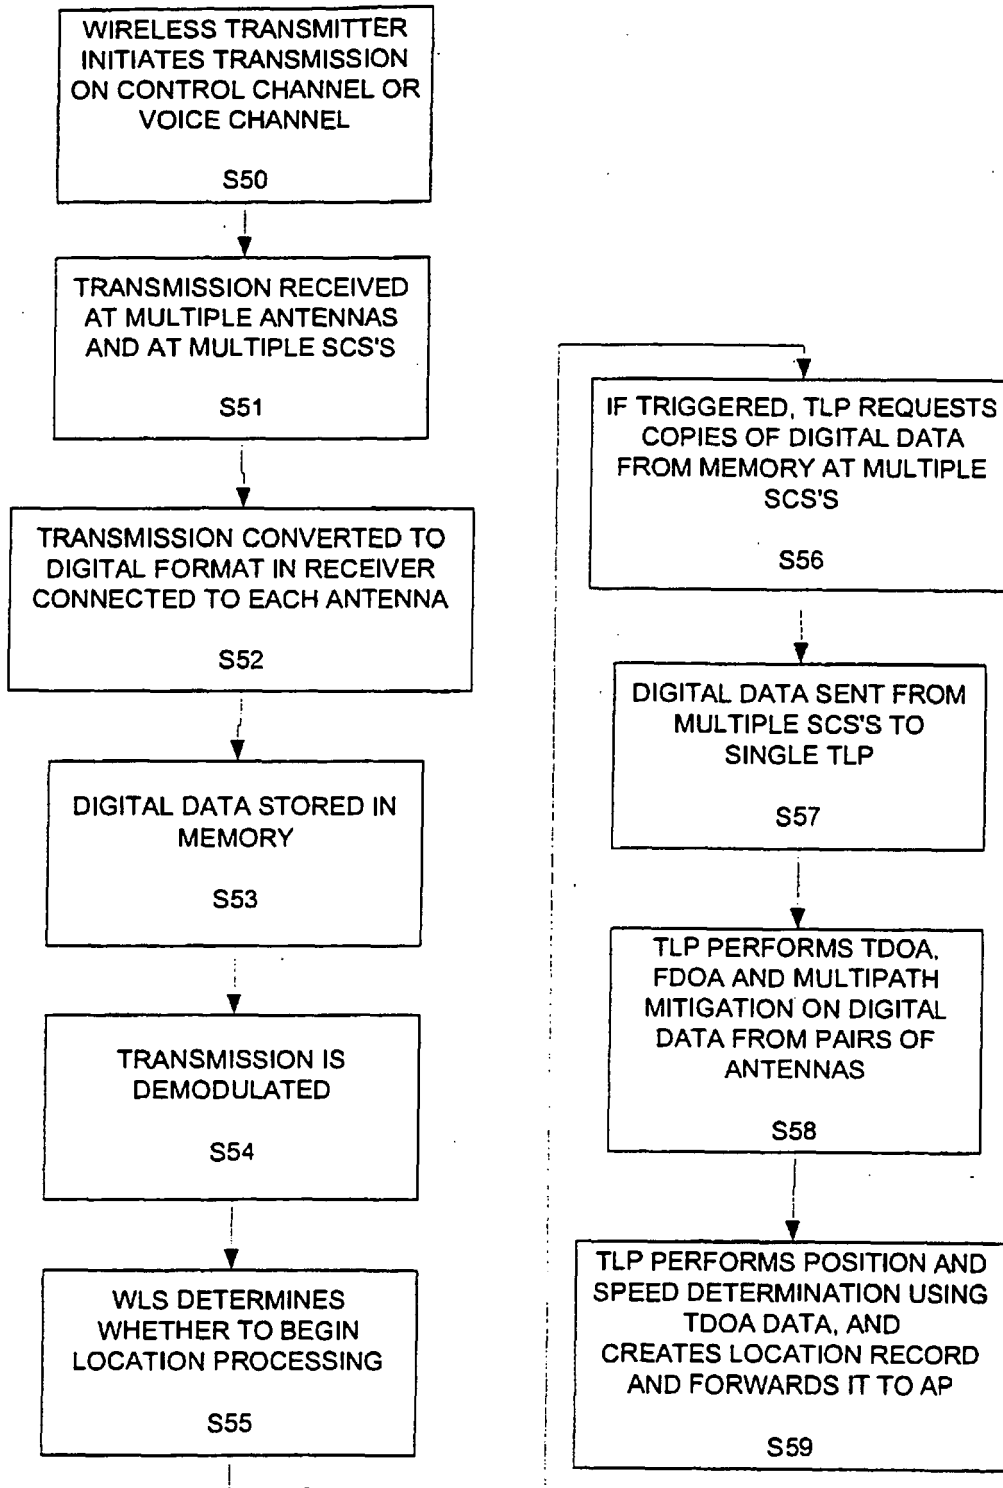 WIRELESS TRANSMITTER
INITIATES TRANSMISSION
ON CONTROL CHANNEL OR
VOICE CHANNEL
S50
TRANSMISSION RECEIVED
AT MULTIPLE ANTENNAS
AND AT MULTIPLE SCS'S
S51
TRANSMISSION CONVERTED TO
DIGITAL FORMAT IN RECEIVER
CONNECTED TO EACH ANTENNA
S52
DIGITAL DATA STORED IN
MEMORY
S53
TRANSMISSION IS
DEMODULATED
S54
WLS DETERMINES
WHETHER TO BEGIN
LOCATION PROCESSING
S55
IF TRIGGERED, TLP REQUESTS
COPIES OF DIGITAL DATA
FROM MEMORY AT MULTIPLE
SCS'S
S56
DIGITAL DATA SENT FROM
MULTIPLE SCS'S TO
SINGLE TLP
S57
TLP PERFORMS TDOA,
FDOA AND MULTIPATH
MITIGATION ON DIGITAL
DATA FROM PAIRS OF
ANTENNAS
S58
TLP PERFORMS POSITION AND
SPEED DETERMINATION USING
TDOA DATA, AND
CREATES LOCATION RECORD
AND FORWARDS IT TO AP
S59